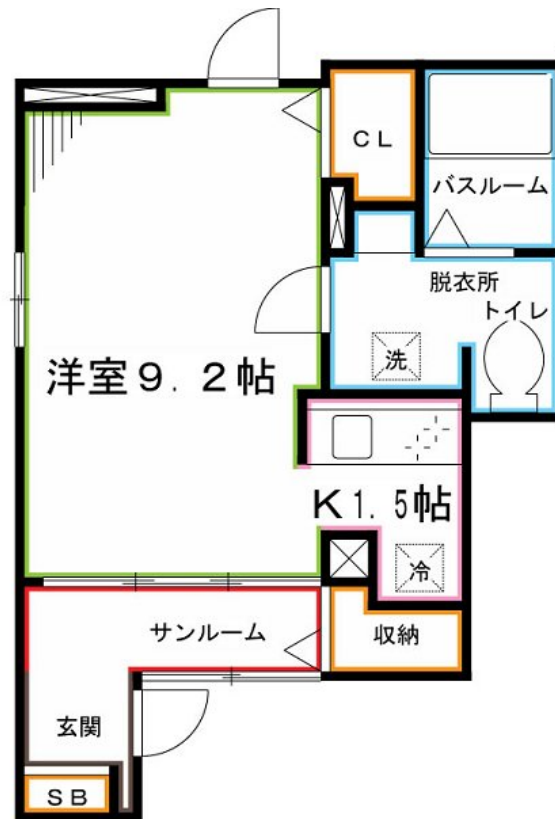 CL
バスルーム
脱衣所
トイレ
洗
洋室9.2帖
K1.5帖
冷
サンルーム
収納
玄関
SB